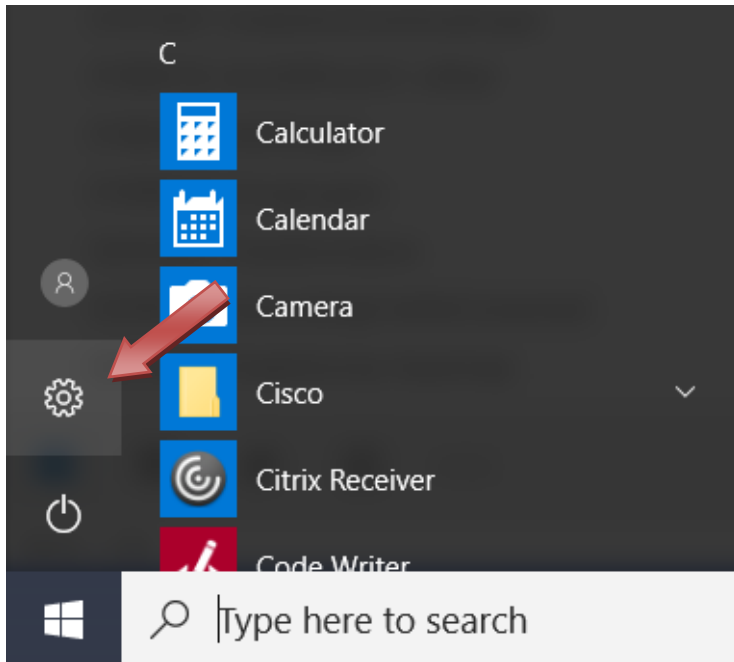 C
Calculator
Calendar
Camera
Cisco
Citrix Receiver
Code Writer
Type here to search